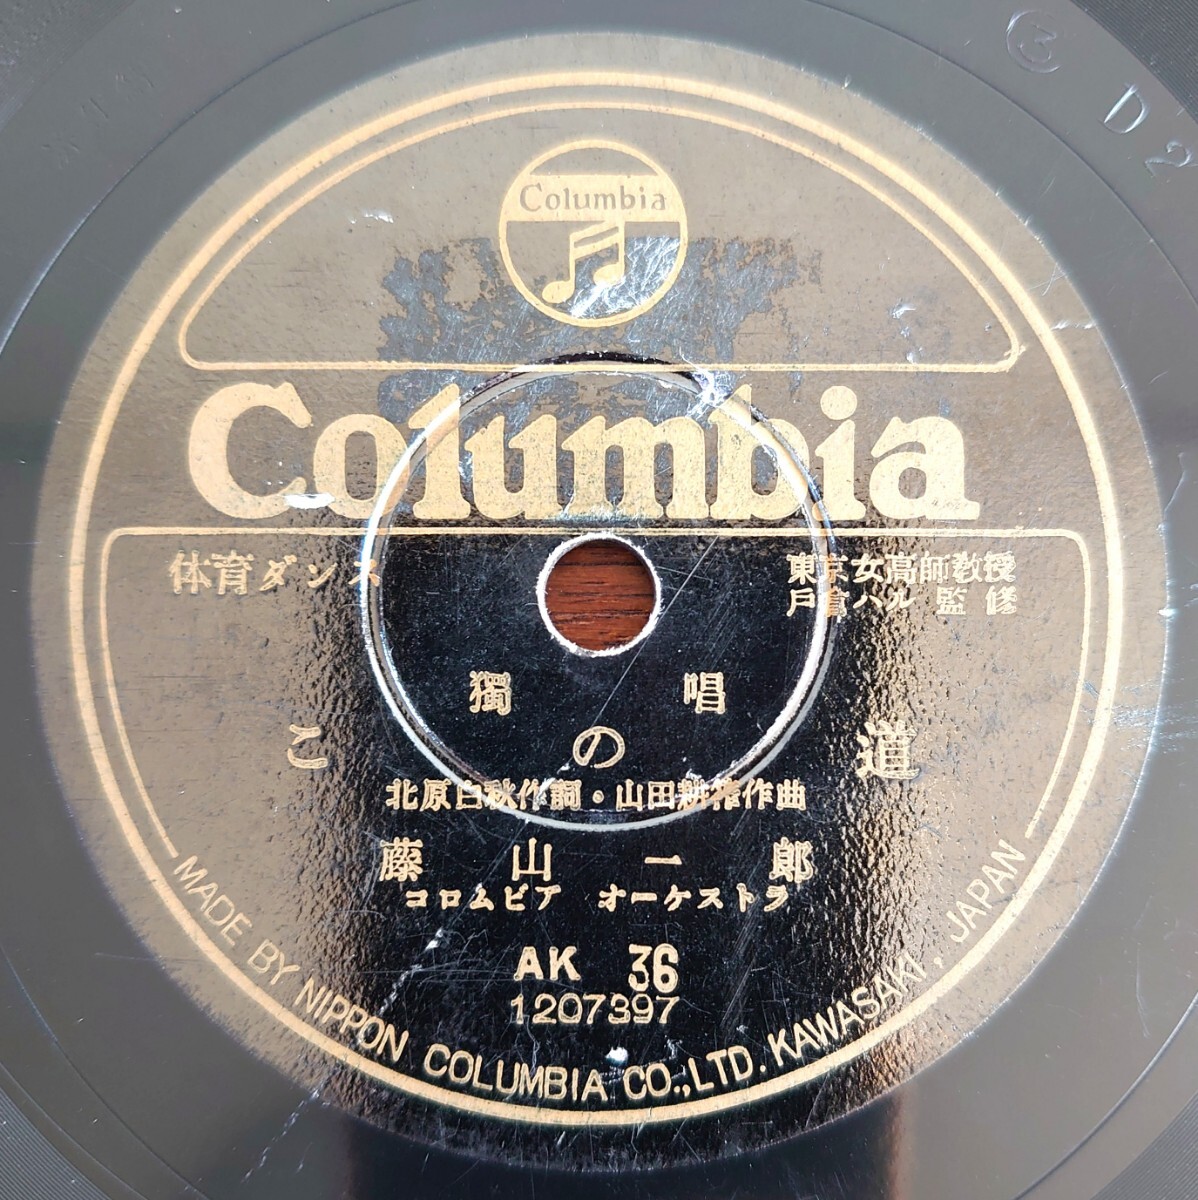 ③ D2
Columbia
Columbia
体育ダンス
東京女高師教授
戸倉ハル 監修
獨唱
この道
北原白秋作詞・山田耕筰作曲
藤山一郎
コロムビア オーケストラ
AK 36
1207397
MADE BY NIPPON COLUMBIA CO., LTD. KAWASAKI, JAPAN